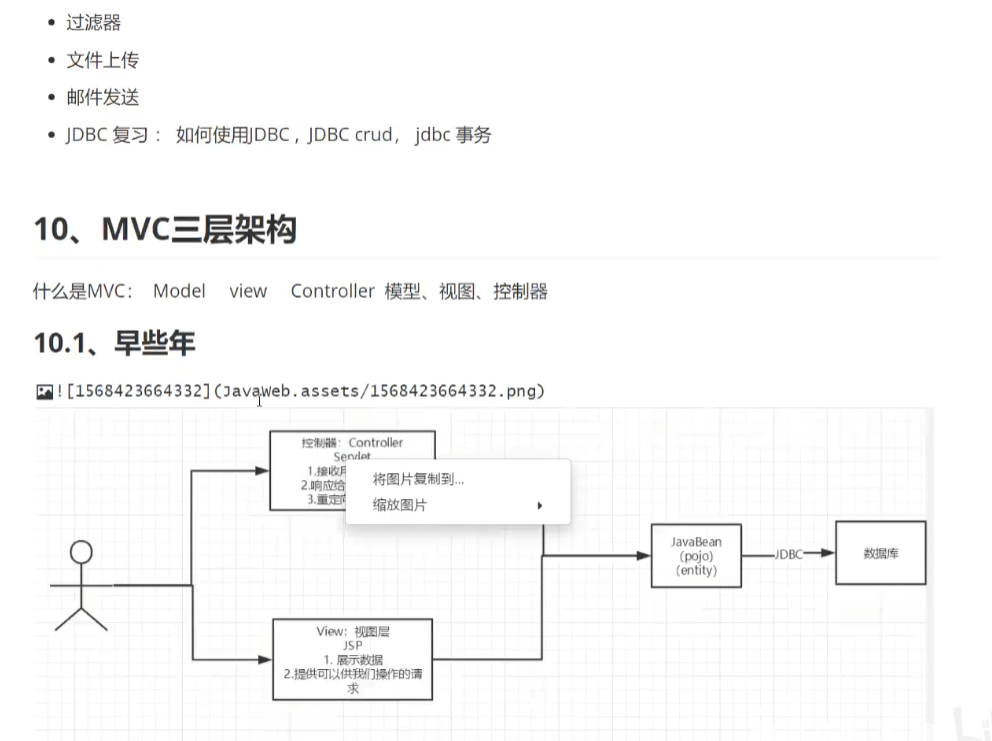 过滤器
文件上传
邮件发送
JDBC 复习： 如何使用JDBC , JDBC crud， jdbc 事务
10、MVC三层架构
什么是MVC： Model view Controller 模型、视图、控制器
10.1、早些年
![1568423664332](JavaWeb.assets/1568423664332.png)
控制器：Controller
Servlet
1.接收
2.响应给
3.重定
将图片复制到...
缩放图片
JavaBean
(pojo)
(entity)
JDBC
数据库
View：视图层
JSP
1. 展示数据
2.提供可以供我们操作的请
求